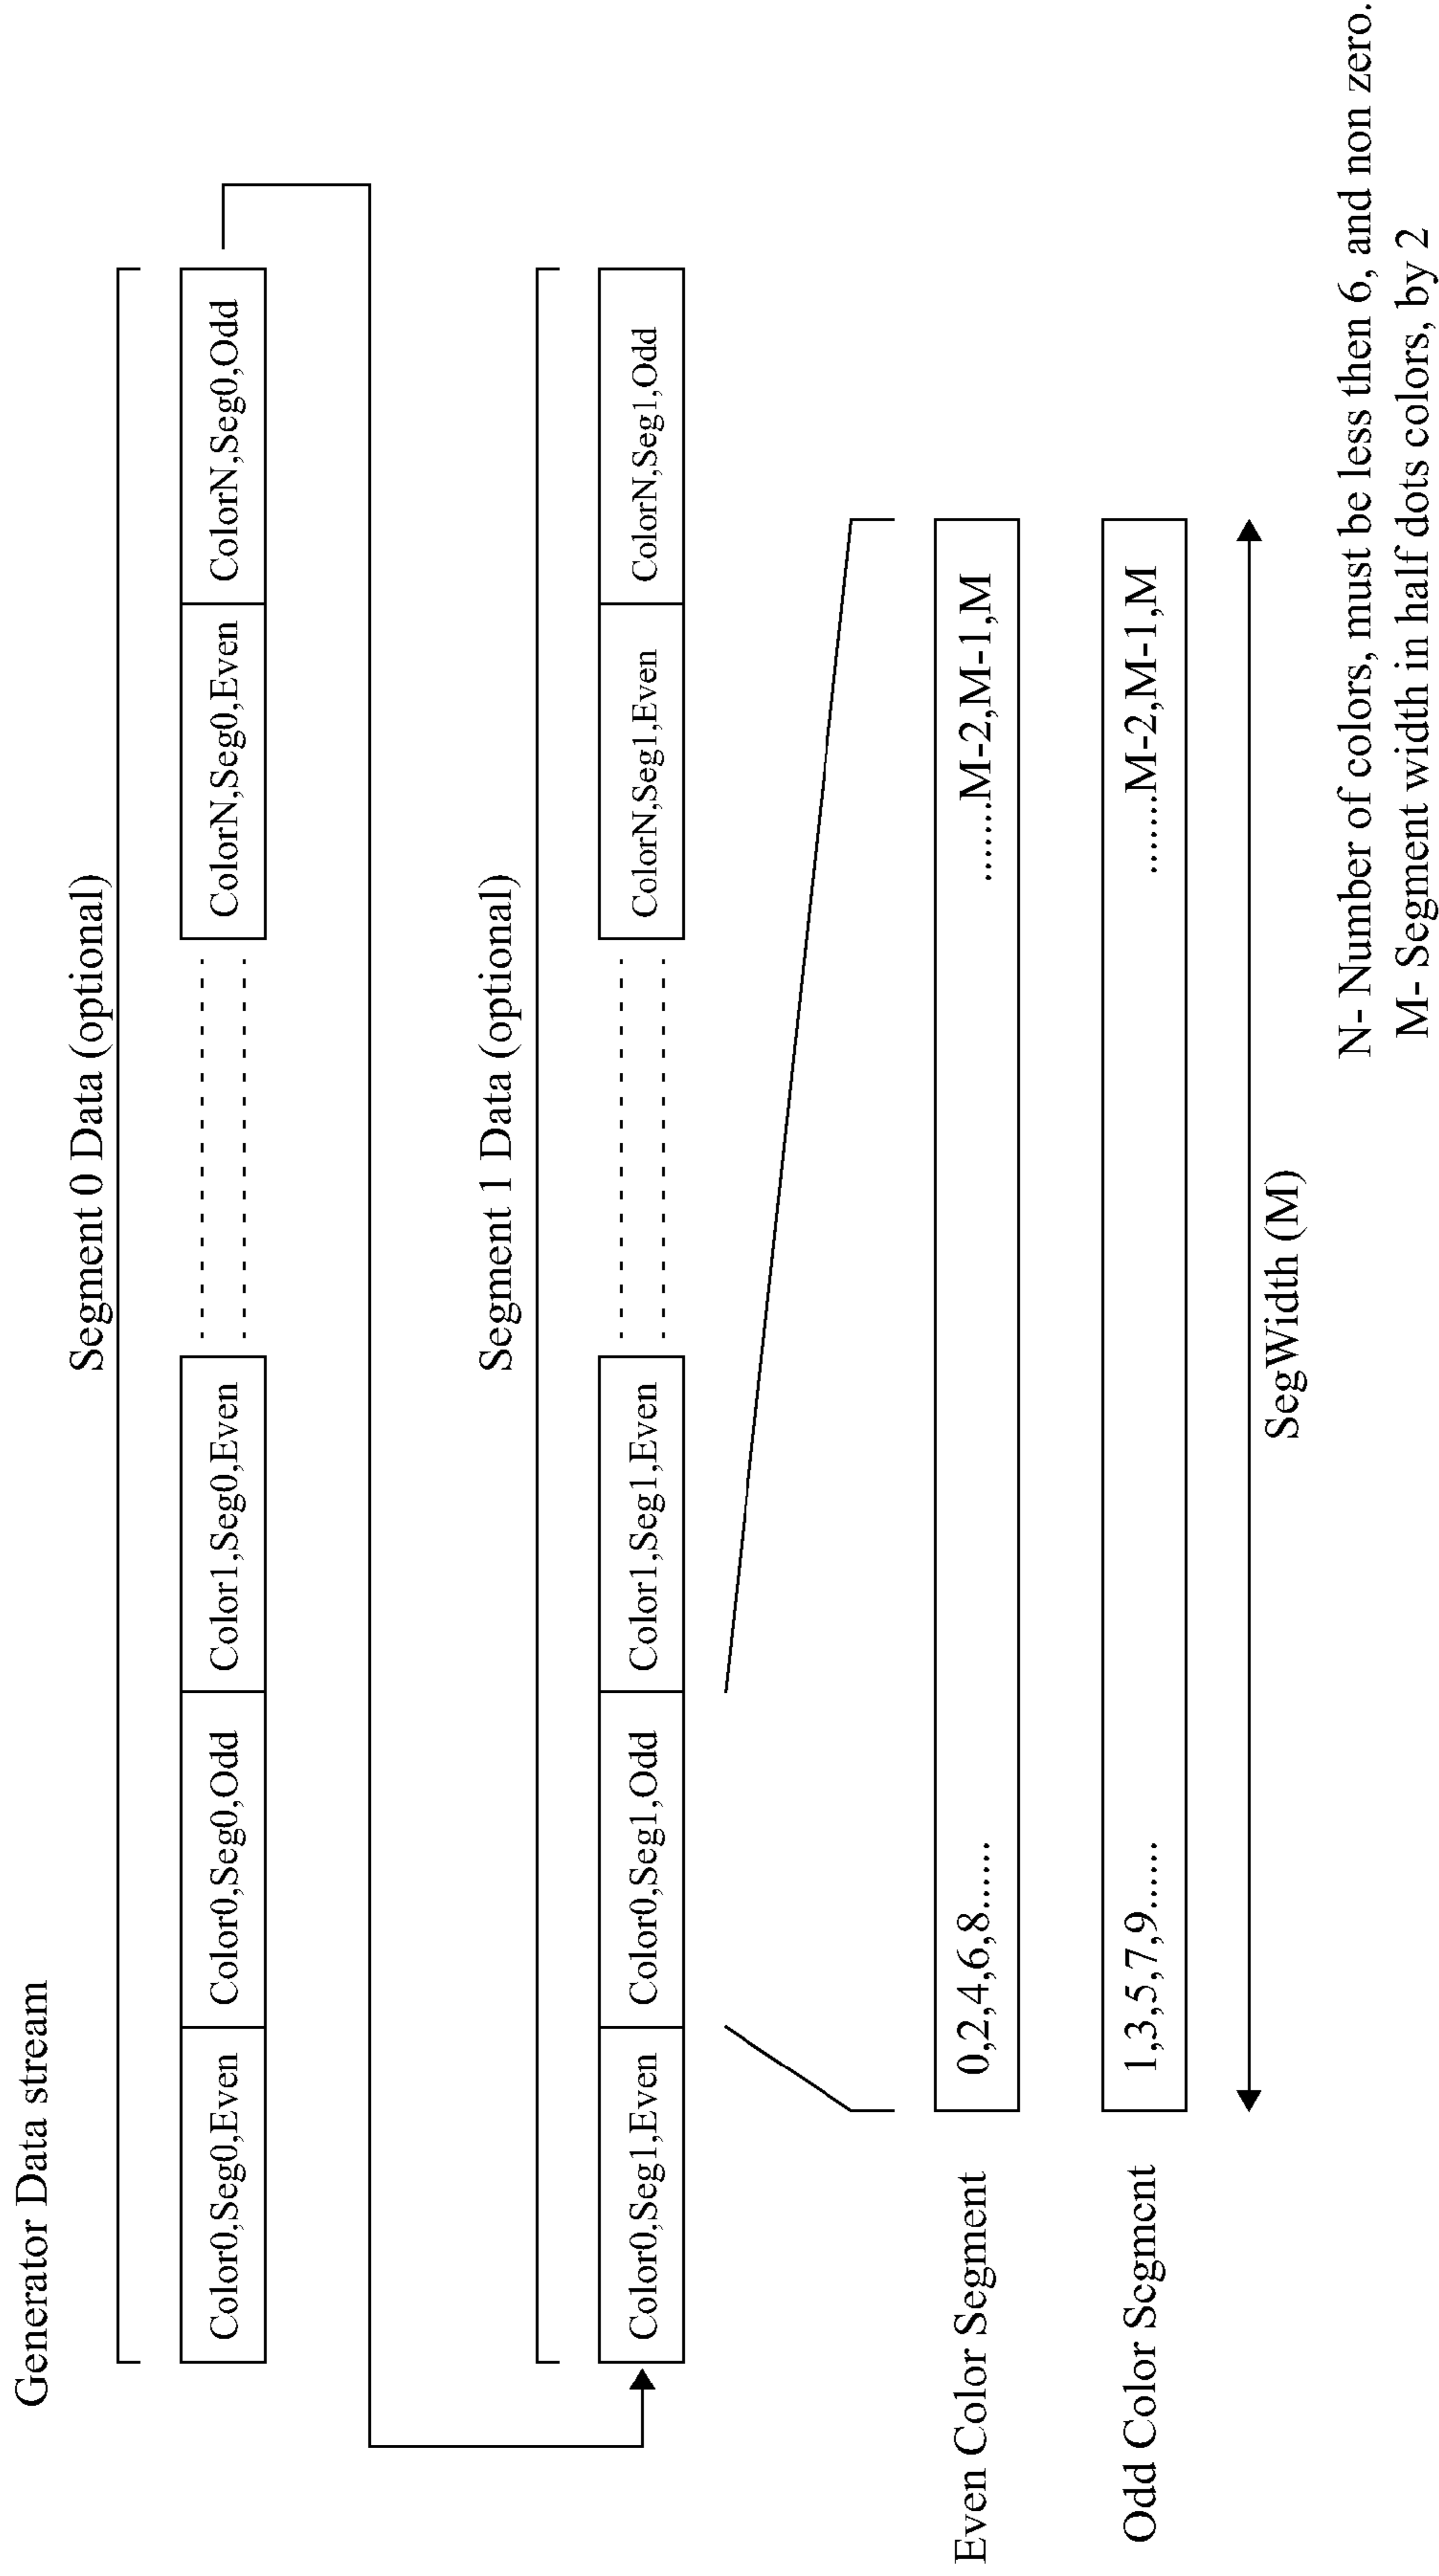 Generator Data stream
Segment 0 Data (optional)
Color0,Seg0,Even Color0,Seg0,Odd Color1,Seg0,Even ColorN,Seg0,Even ColorN,Seg0,Odd
Segment 1 Data (optional)
Color0,Seg1,Even Color0,Seg1,Odd Color1,Seg1,Even ColorN,Seg1,Even ColorN,Seg1,Odd
Even Color Segment 0,2,4,6,8...... ........M-2,M-1,M
Odd Color Segment 1,3,5,7,9...... ........M-2,M-1,M
SegWidth (M)
N- Number of colors, must be less then 6, and non zero.
M- Segment width in half dots colors, by 2